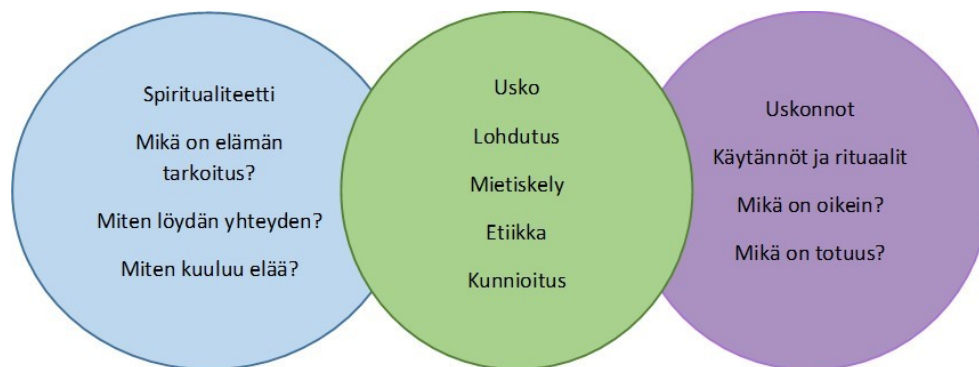 Spiritualiteetti
Mikä on elämän
tarkoitus?
Miten löydän yhteyden?
Miten kuuluu elää?
Usko
Lohdutus
Mietiskely
Etiikka
Kunnioitus
Uskonnot
Käytännöt ja rituaalit
Mikä on oikein?
Mikä on totuus?